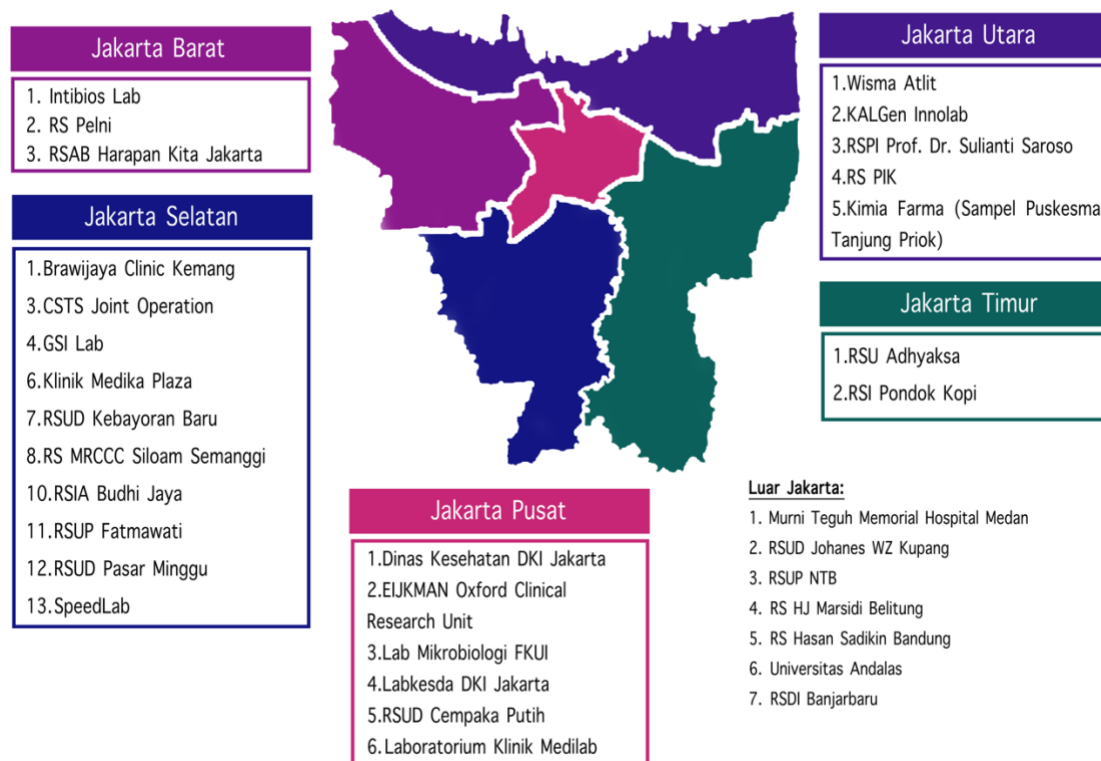 Jakarta Barat
1. Intibios Lab
2. RS Pelni
3. RSAB Harapan Kita Jakarta
Jakarta Selatan
1.Brawijaya Clinic Kemang
3.CSTS Joint Operation
4.GSI Lab
6.Klinik Medika Plaza
7.RSUD Kebayoran Baru
8.RS MRCCC Siloam Semanggi
10.RSIA Budhi Jaya
11.RSUP Fatmawati
12.RSUD Pasar Minggu
13.SpeedLab
Jakarta Pusat
1.Dinas Kesehatan DKI Jakarta
2.EIJKMAN Oxford Clinical
Research Unit
3.Lab Mikrobiologi FKUI
4.Labkesda DKI Jakarta
5.RSUD Cempaka Putih
6.Laboratorium Klinik Medilab
Jakarta Utara
1.Wisma Atlit
2.KALGen Innolab
3.RSPI Prof. Dr. Sulianti Saroso
4.RS PIK
5.Kimia Farma (Sampel Puskesma
Tanjung Priok)
Jakarta Timur
1.RSU Adhyaksa
2.RSI Pondok Kopi
Luar Jakarta:
1. Murni Teguh Memorial Hospital Medan
2. RSUD Johanes WZ Kupang
3. RSUP NTB
4. RS HJ Marsidi Belitung
5. RS Hasan Sadikin Bandung
6. Universitas Andalas
7. RSDI Banjarbaru